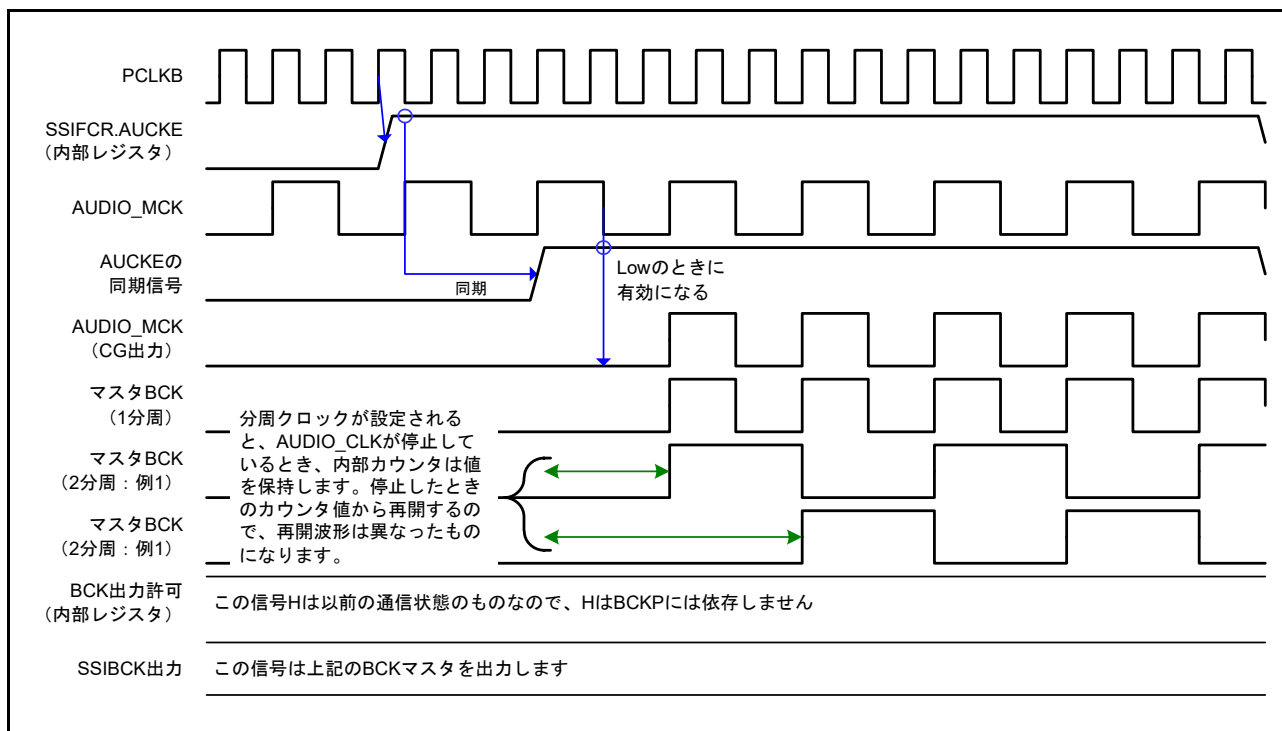 PCLKB
SSIFCR.AUCKE
（内部レジスタ）
AUDIO_MCK
AUCKEの
同期信号
同期
Lowのときに
有効になる
AUDIO_MCK
（CG出力）
マスタBCK
（1分周）
分周クロックが設定される
と、AUDIO_CLKが停止して
いるとき、内部カウンタは値
を保持します。停止したとき
のカウンタ値から再開するの
で、再開波形は異なったもの
になります。
マスタBCK
（2分周：例1）
マスタBCK
（2分周：例1）
BCK出力許可
（内部レジスタ）
この信号Hは以前の通信状態のものなので、HはBCKPには依存しません
SSIBCK出力
この信号は上記のBCKマスタを出力します